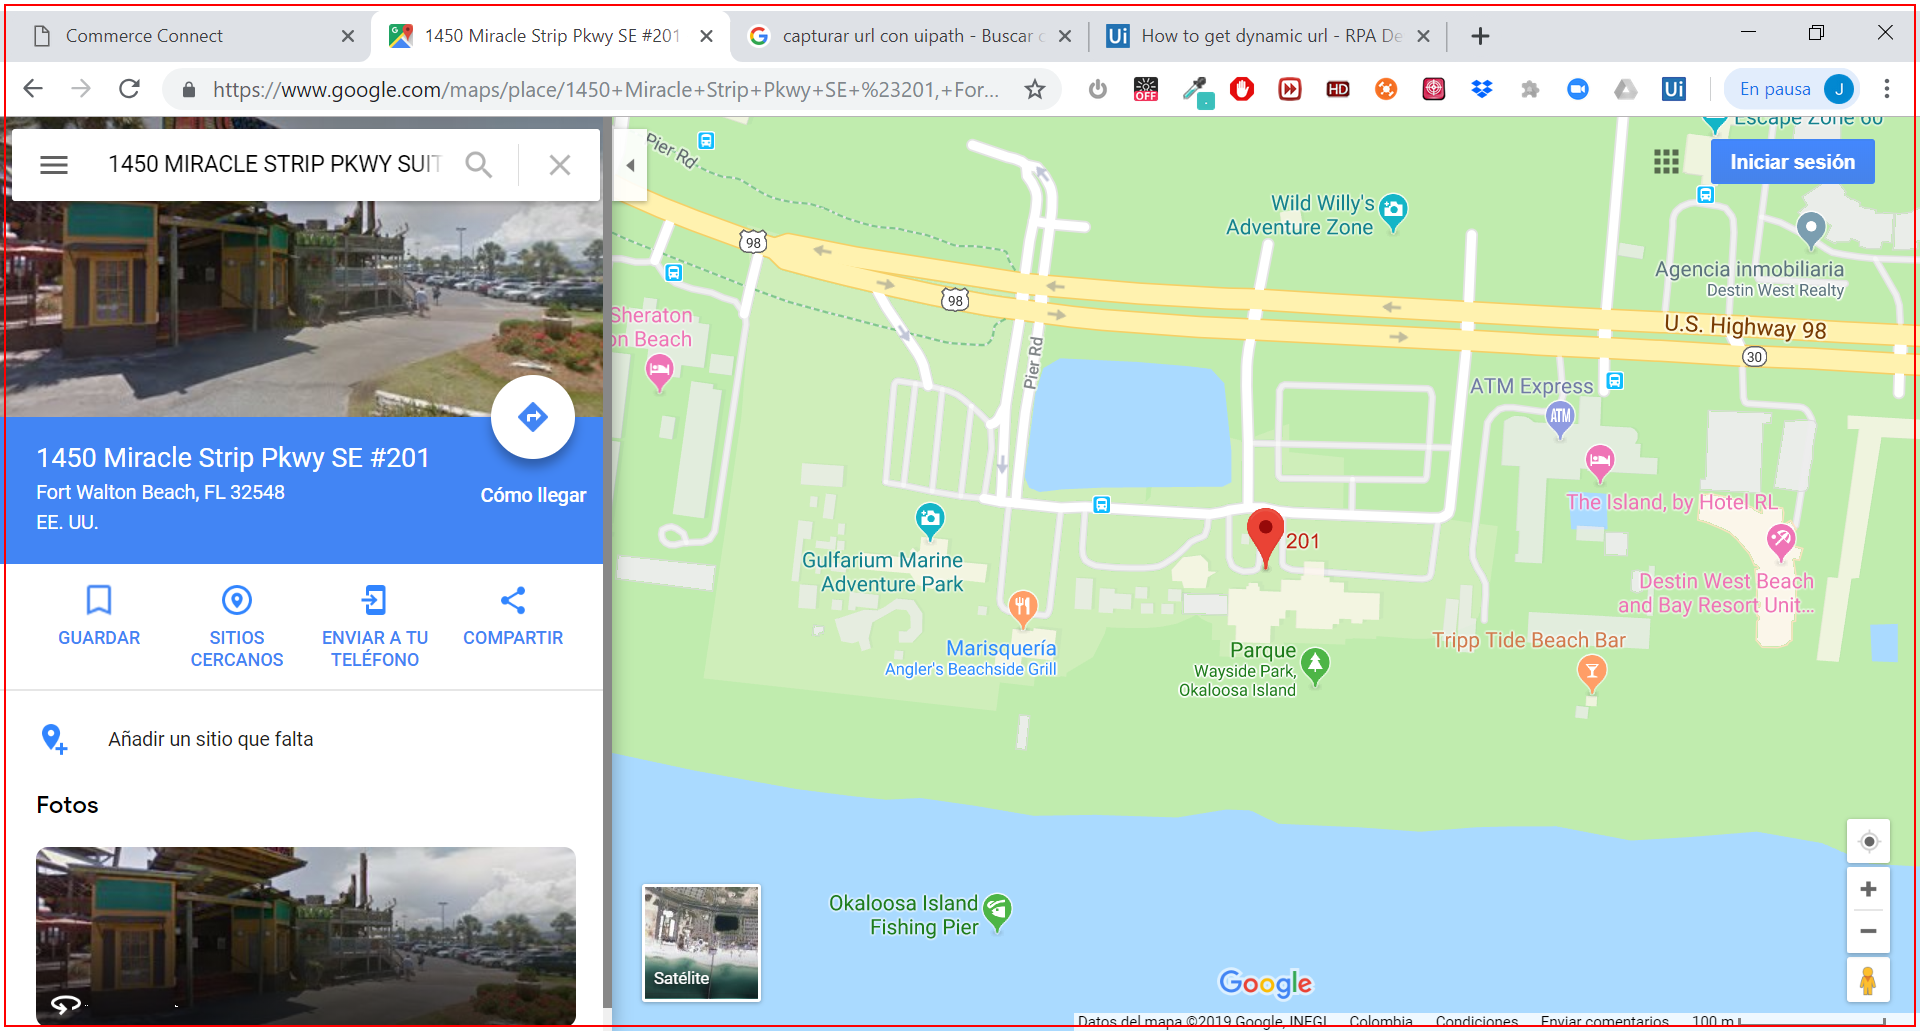 Commerce Connect
1450 Miracle Strip Pkwy SE #201
capturar url con uipath - Buscar c
Ui
How to get dynamic url - RPA De
https://www.google.com/maps/place/1450+Miracle+Strip+Pkwy+SE+%23201,+For...
OFF
HD
Ui
En pausa
J
1450 MIRACLE STRIP PKWY SUIT
Iniciar sesión
1450 Miracle Strip Pkwy SE #201
Fort Walton Beach, FL 32548
EE. UU.
Cómo llegar
GUARDAR
SITIOS
CERCANOS
ENVIAR A TU
TELÉFONO
COMPARTIR
Añadir un sitio que falta
Fotos
Pier Rd
Escape Zone 60
Wild Willy's
Adventure Zone
98
98
Agencia inmobiliaria
Destin West Realty
Sheraton
on Beach
U.S. Highway 98
30
Pier Rd
ATM Express
ATM
The Island, by Hotel RL
201
Gulfarium Marine
Adventure Park
Destin West Beach
and Bay Resort Unit...
Marisquería
Angler's Beachside Grill
Parque
Wayside Park,
Okaloosa Island
Tripp Tide Beach Bar
Okaloosa Island
Fishing Pier
Satélite
Google
Datos del mapa ©2019 Google, INEGI
Colombia
Condiciones
Enviar comentarios
100 m